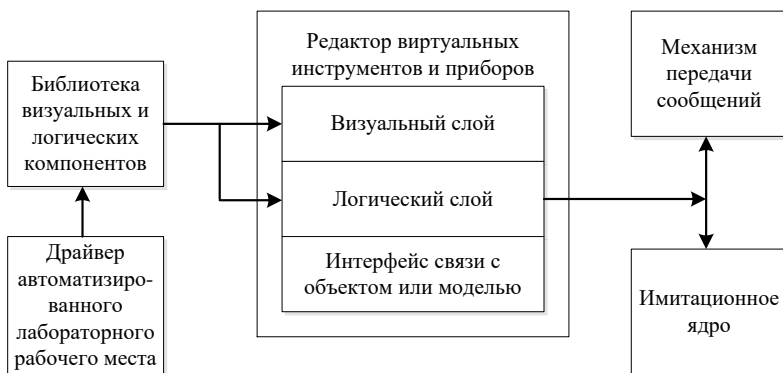 Библиотека
визуальных и
логических
компонентов
Драйвер
автоматизиро-
ванного
лабораторного
рабочего места
Редактор виртуальных
инструментов и приборов
Визуальный слой
Логический слой
Интерфейс связи с
объектом или моделью
Механизм
передачи
сообщений
Имитационное
ядро